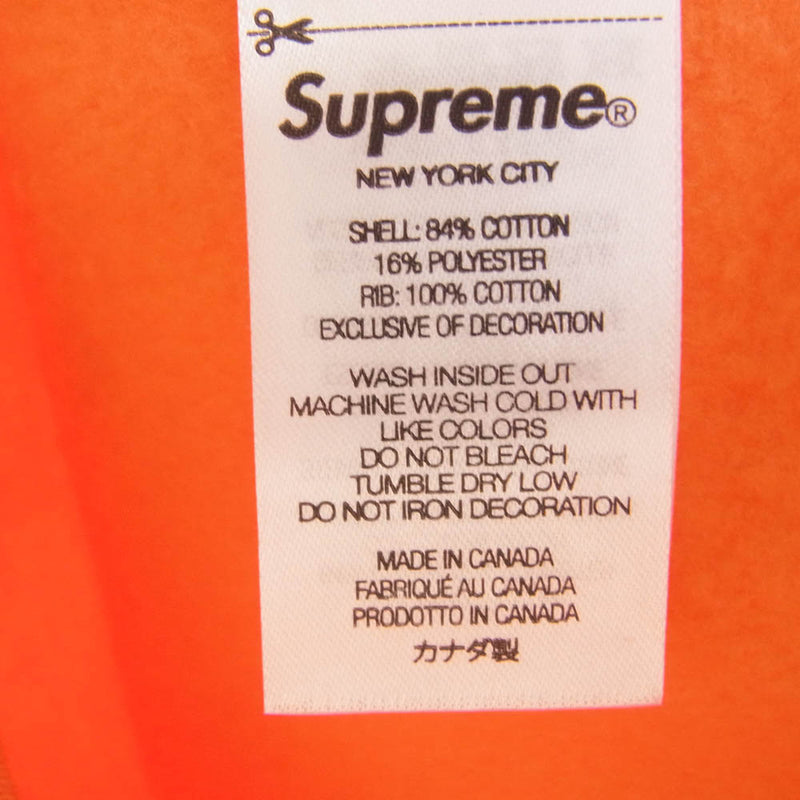 Supreme®
NEW YORK CITY
SHELL: 84% COTTON
16% POLYESTER
RIB: 100% COTTON
EXCLUSIVE OF DECORATION
WASH INSIDE OUT
MACHINE WASH COLD WITH
LIKE COLORS
DO NOT BLEACH
TUMBLE DRY LOW
DO NOT IRON DECORATION
MADE IN CANADA
FABRIQUÉ AU CANADA
PRODOTTO IN CANADA
カナダ製